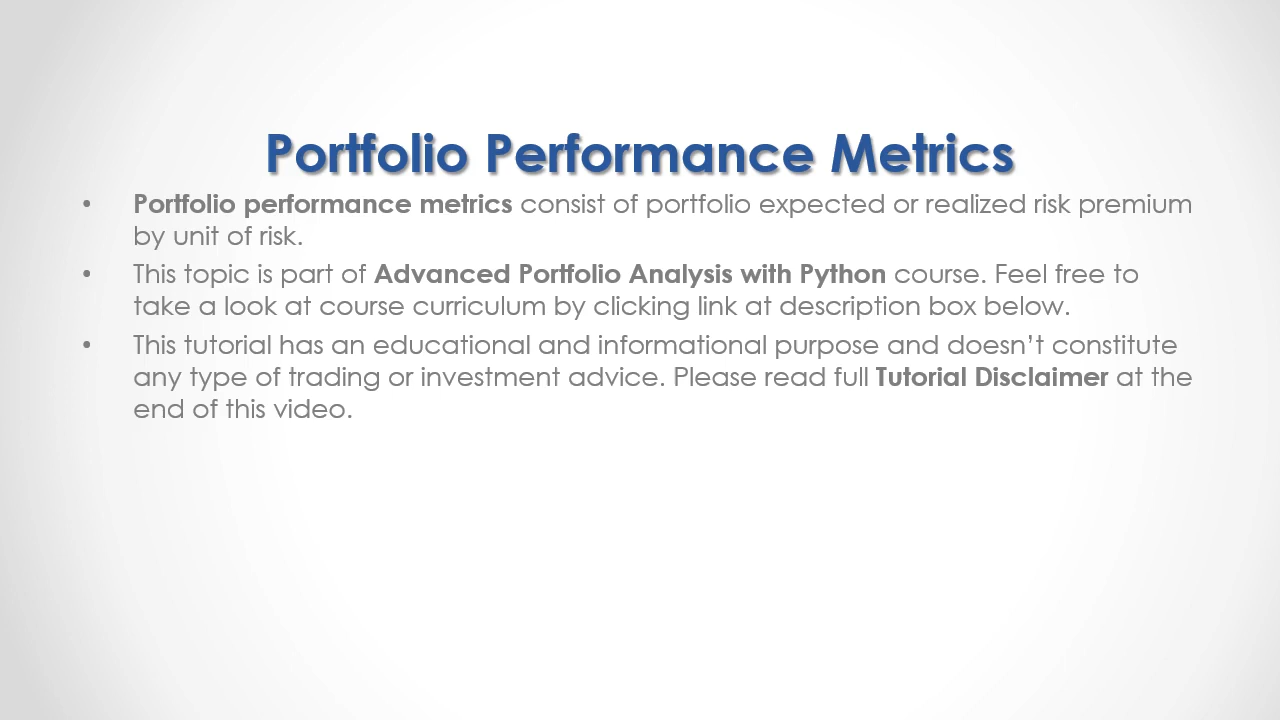 Portfolio Performance Metrics
• Portfolio performance metrics consist of portfolio expected or realized risk premium
by unit of risk.
• This topic is part of Advanced Portfolio Analysis with Python course. Feel free to
take a look at course curriculum by clicking link at description box below.
• This tutorial has an educational and informational purpose and doesn’t constitute
any type of trading or investment advice. Please read full Tutorial Disclaimer at the
end of this video.